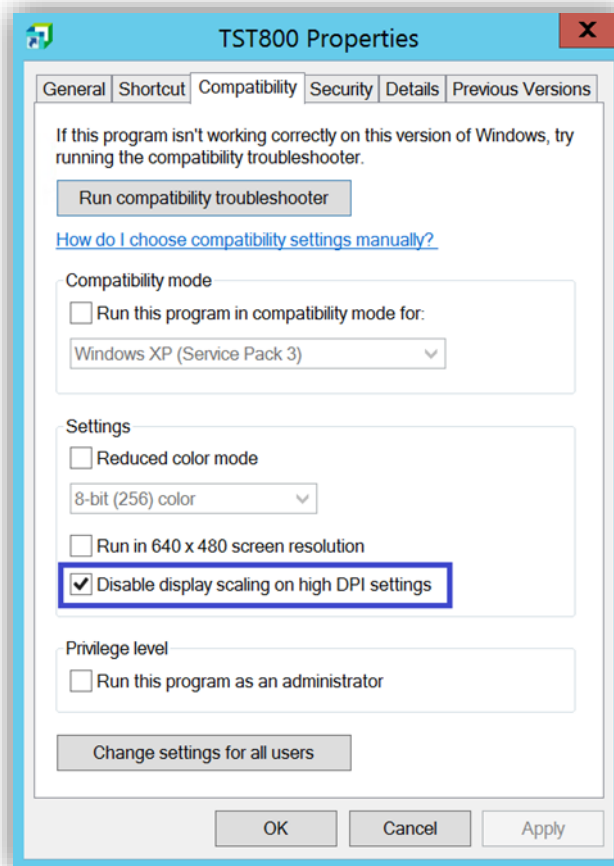 TST800 Properties
General Shortcut Compatibility Security Details Previous Versions
If this program isn't working correctly on this version of Windows, try
running the compatibility troubleshooter.
Run compatibility troubleshooter
How do I choose compatibility settings manually?
Compatibility mode
Run this program in compatibility mode for:
Windows XP (Service Pack 3)
Settings
Reduced color mode
8-bit (256) color
Run in 640 x 480 screen resolution
Disable display scaling on high DPI settings
Privilege level
Run this program as an administrator
Change settings for all users
OK Cancel Apply